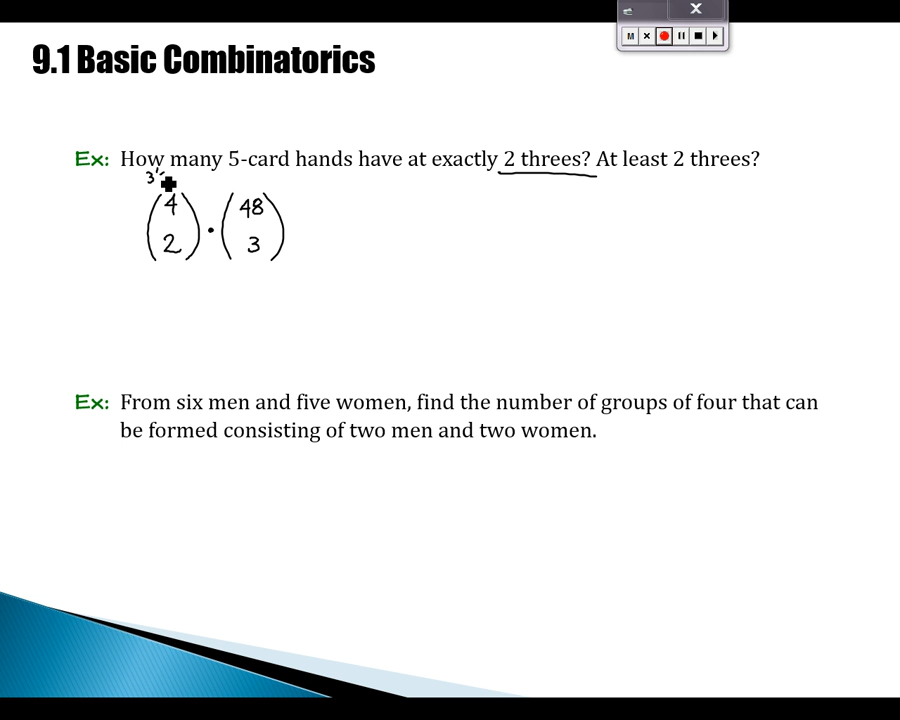 M
9.1 Basic Combinatorics
Ex: How many 5-card hands have at exactly 2 threes? At least 2 threes?
3's
(4 2) · (48 3)
Ex: From six men and five women, find the number of groups of four that can
be formed consisting of two men and two women.